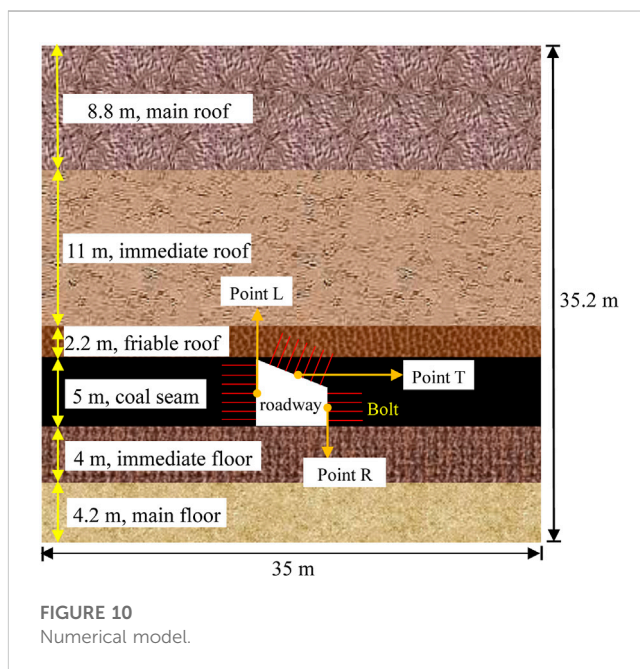 8.8 m, main roof
11 m, immediate roof
Point L
35.2 m
2.2 m, friable roof
Point T
5 m, coal seam
roadway
Bolt
4 m, immediate floor
Point R
4.2 m, main floor
35 m
FIGURE 10
Numerical model.